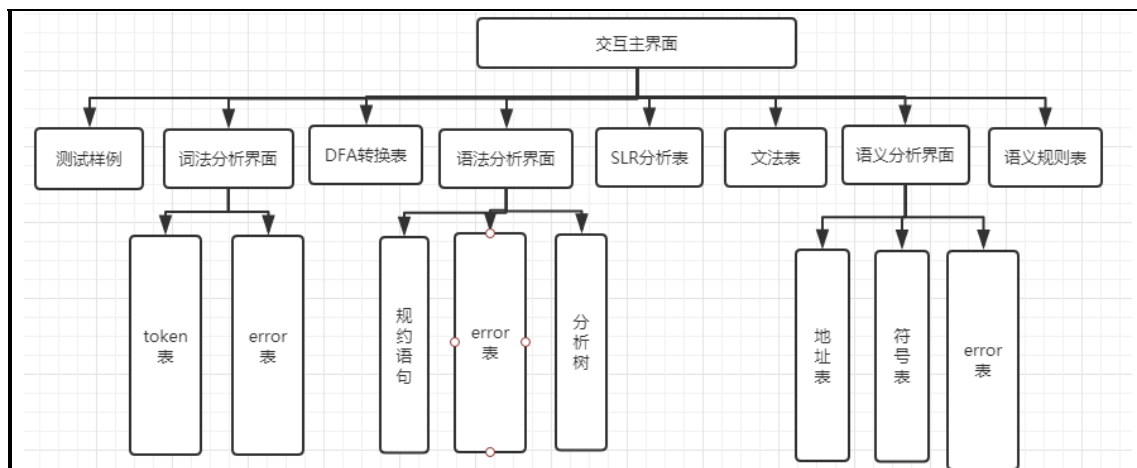 交互主界面
测试样例
词法分析界面
DFA转换表
语法分析界面
SLR分析表
文法表
语义分析界面
语义规则表
token
表
error
表
规
约
语
句
error
表
分
析
树
地
址
表
符
号
表
error
表